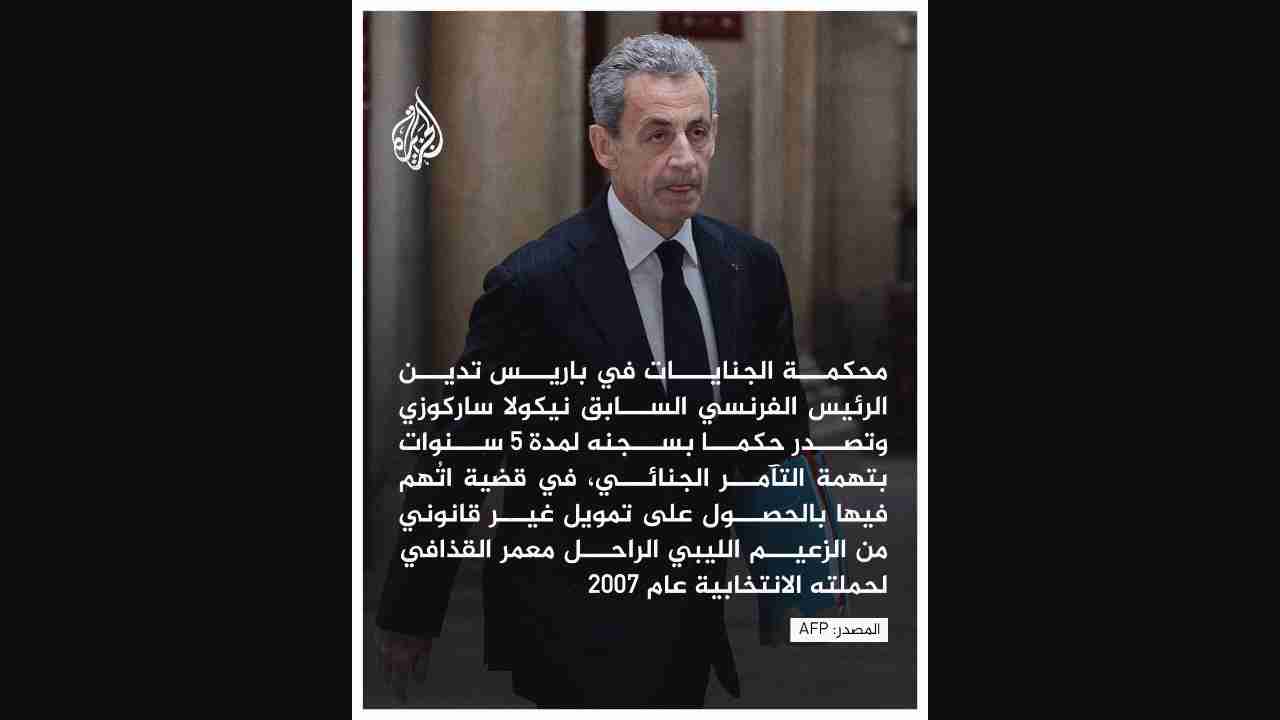 الجزيرة
محكمة الجنايات في باريس تدين
الرئيس الفرنسي السابق نيكولا ساركوزي
وتصدر حكما بسجنه لمدة 5 سنوات
بتهمة التآمر الجنائي، في قضية اتُهم
فيها بالحصول على تمويل غير قانوني
من الزعيم الليبي الراحل معمر القذافي
لحملته الانتخابية عام 2007
المصدر: AFP